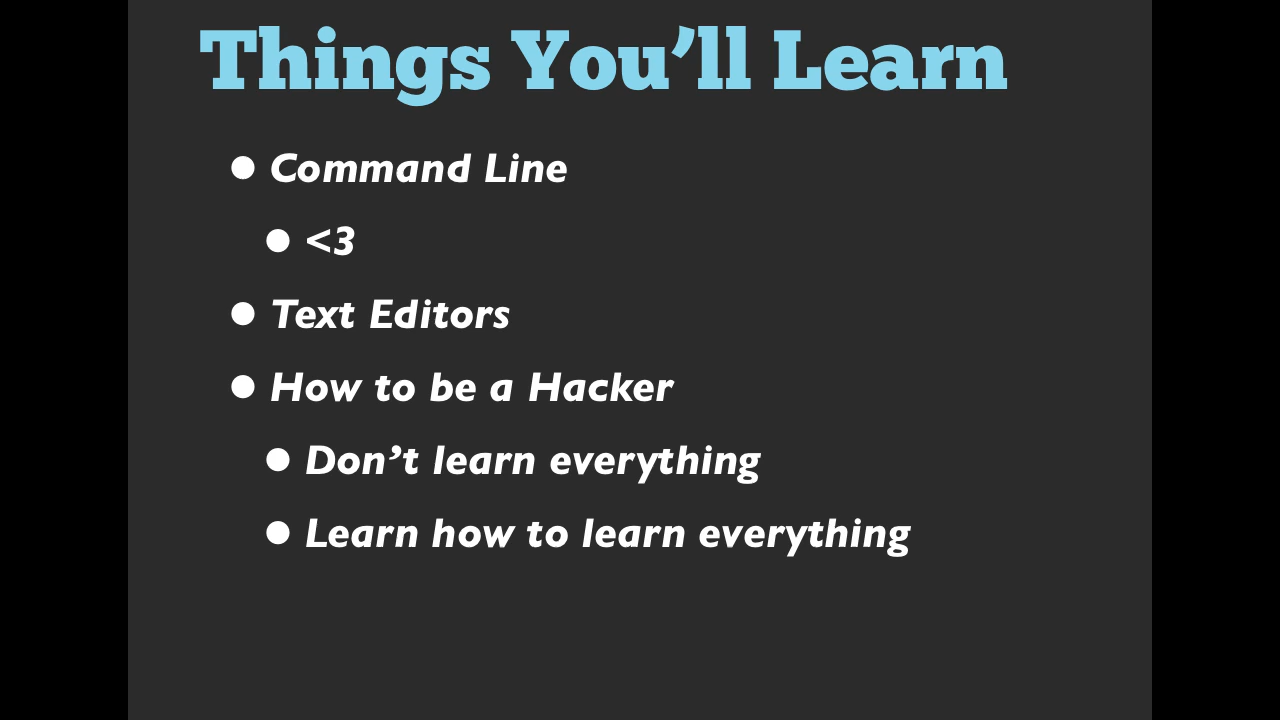 Things You’ll Learn
• Command Line
• <3
• Text Editors
• How to be a Hacker
• Don’t learn everything
• Learn how to learn everything